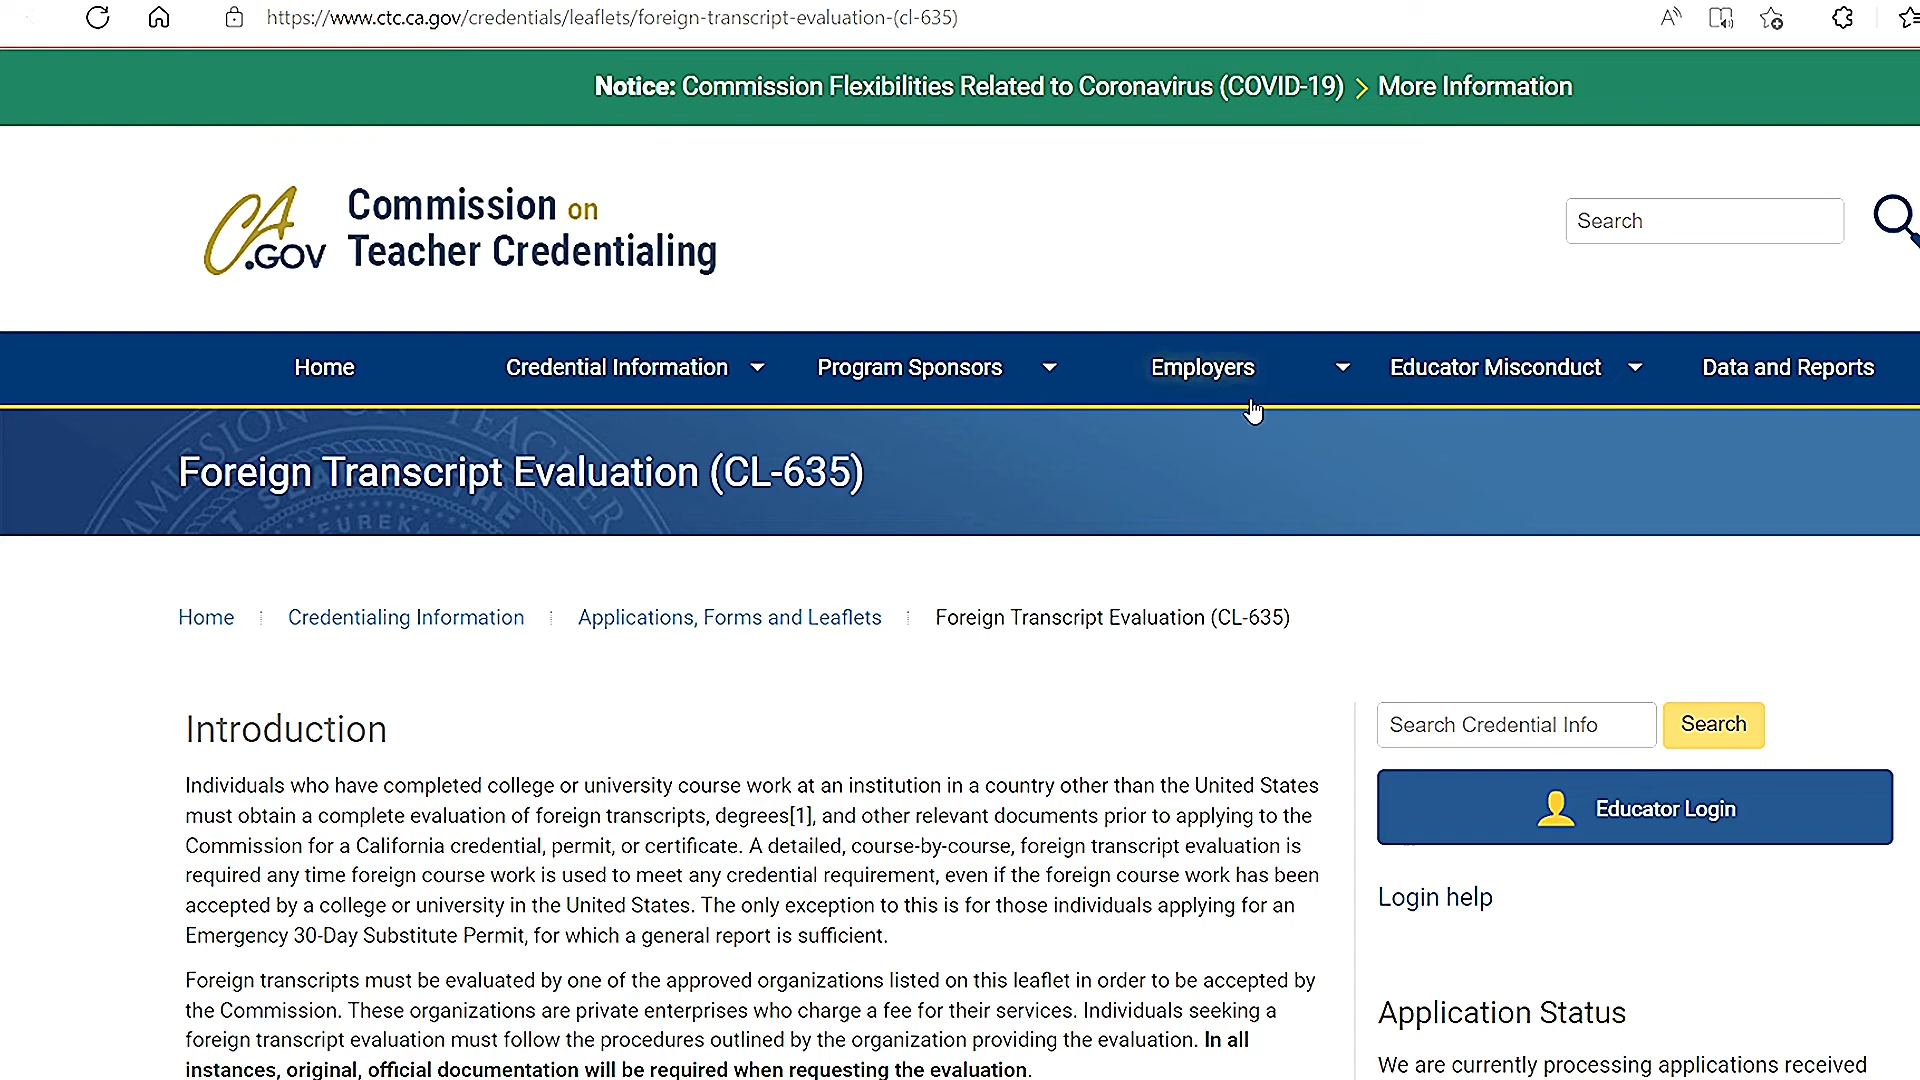 https://www.ctc.ca.gov/credentials/leaflets/foreign-transcript-evaluation-(cl-635)
Notice: Commission Flexibilities Related to Coronavirus (COVID-19) > More Information
CA.GOV
Commission on
Teacher Credentialing
Search
Home
Credential Information
Program Sponsors
Employers
Educator Misconduct
Data and Reports
Foreign Transcript Evaluation (CL-635)
EUREKA
Home
Credentialing Information
Applications, Forms and Leaflets
Foreign Transcript Evaluation (CL-635)
Introduction
Individuals who have completed college or university course work at an institution in a country other than the United States
must obtain a complete evaluation of foreign transcripts, degrees[1], and other relevant documents prior to applying to the
Commission for a California credential, permit, or certificate. A detailed, course-by-course, foreign transcript evaluation is
required any time foreign course work is used to meet any credential requirement, even if the foreign course work has been
accepted by a college or university in the United States. The only exception to this is for those individuals applying for an
Emergency 30-Day Substitute Permit, for which a general report is sufficient.
Foreign transcripts must be evaluated by one of the approved organizations listed on this leaflet in order to be accepted by
the Commission. These organizations are private enterprises who charge a fee for their services. Individuals seeking a
foreign transcript evaluation must follow the procedures outlined by the organization providing the evaluation. In all
instances, original, official documentation will be required when requesting the evaluation.
Search Credential Info
Search
Educator Login
Login help
Application Status
We are currently processing applications received